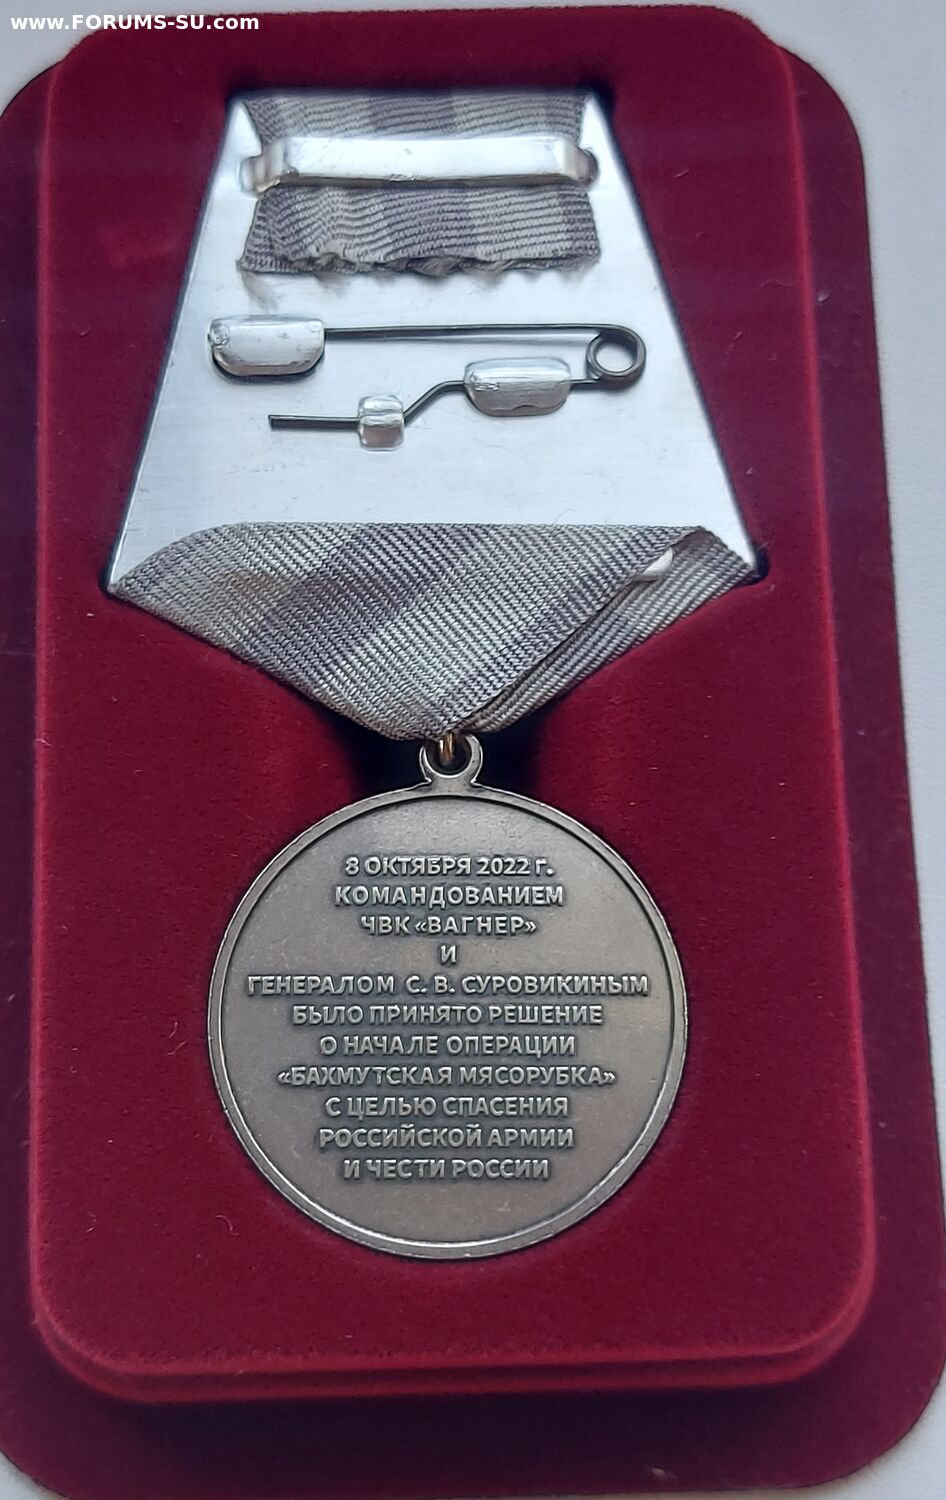 www.FORUMS-SU.com
8 ОКТЯБРЯ 2022 г.
КОМАНДОВАНИЕМ
ЧВК «ВАГНЕР»
И
ГЕНЕРАЛОМ С. В. СУРОВИКИНЫМ
БЫЛО ПРИНЯТО РЕШЕНИЕ
О НАЧАЛЕ ОПЕРАЦИИ
«БАХМУТСКАЯ МЯСОРУБКА»
С ЦЕЛЬЮ СПАСЕНИЯ
РОССИЙСКОЙ АРМИИ
И ЧЕСТИ РОССИИ